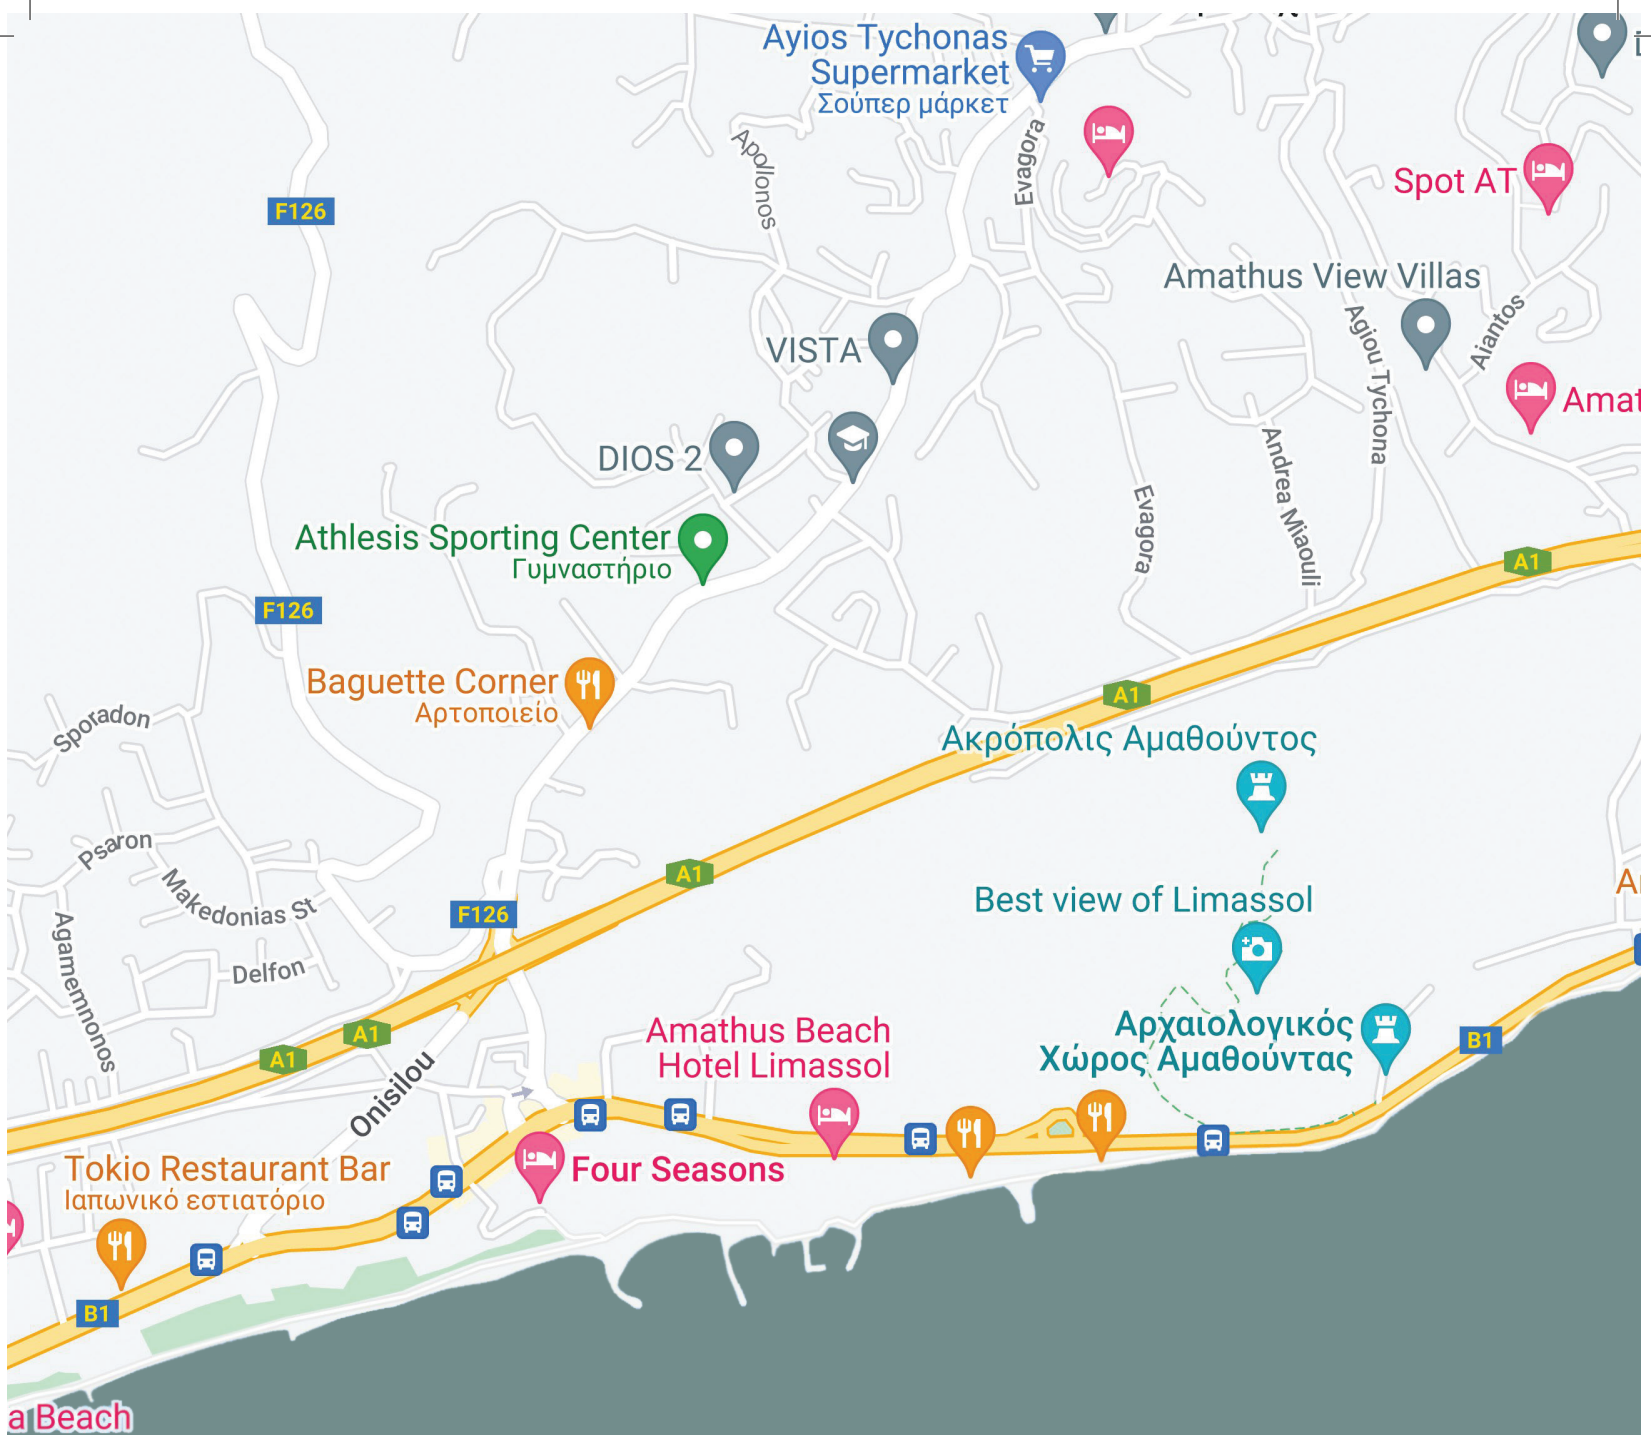 Ayios Tychonas
Supermarket
Σούπερ μάρκετ
Evagora
Apollonos
Spot AT
F126
Amathus View Villas
Agiou Tychona
Aiantos
VISTA
Amat
DIOS 2
Andrea Miaouli
Evagora
Athlesis Sporting Center
Γυμναστήριο
A1
F126
Baguette Corner
Αρτοποιείο
A1
Sporadon
Ακρόπολις Αμαθούντος
Psaron
A1
Makedonias St
Best view of Limassol
F126
Agamemnonos
Delfon
Αρχαιολογικός
Χώρος Αμαθούντας
B1
Amathus Beach
Hotel Limassol
A1
A1
Onisilou
Tokio Restaurant Bar
Ιαπωνικό εστιατόριο
Four Seasons
B1
a Beach